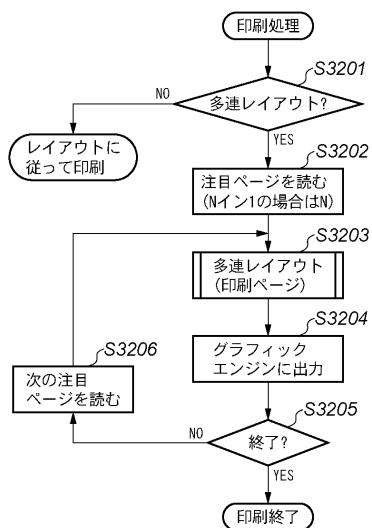 印刷処理
S3201
NO
多連レイアウト?
YES
レイアウトに
従って印刷
S3202
注目ページを読む
(Nイン1の場合はN)
S3203
多連レイアウト
(印刷ページ)
S3204
グラフィック
エンジンに出力
S3206
次の注目
ページを読む
S3205
NO
終了?
YES
印刷終了